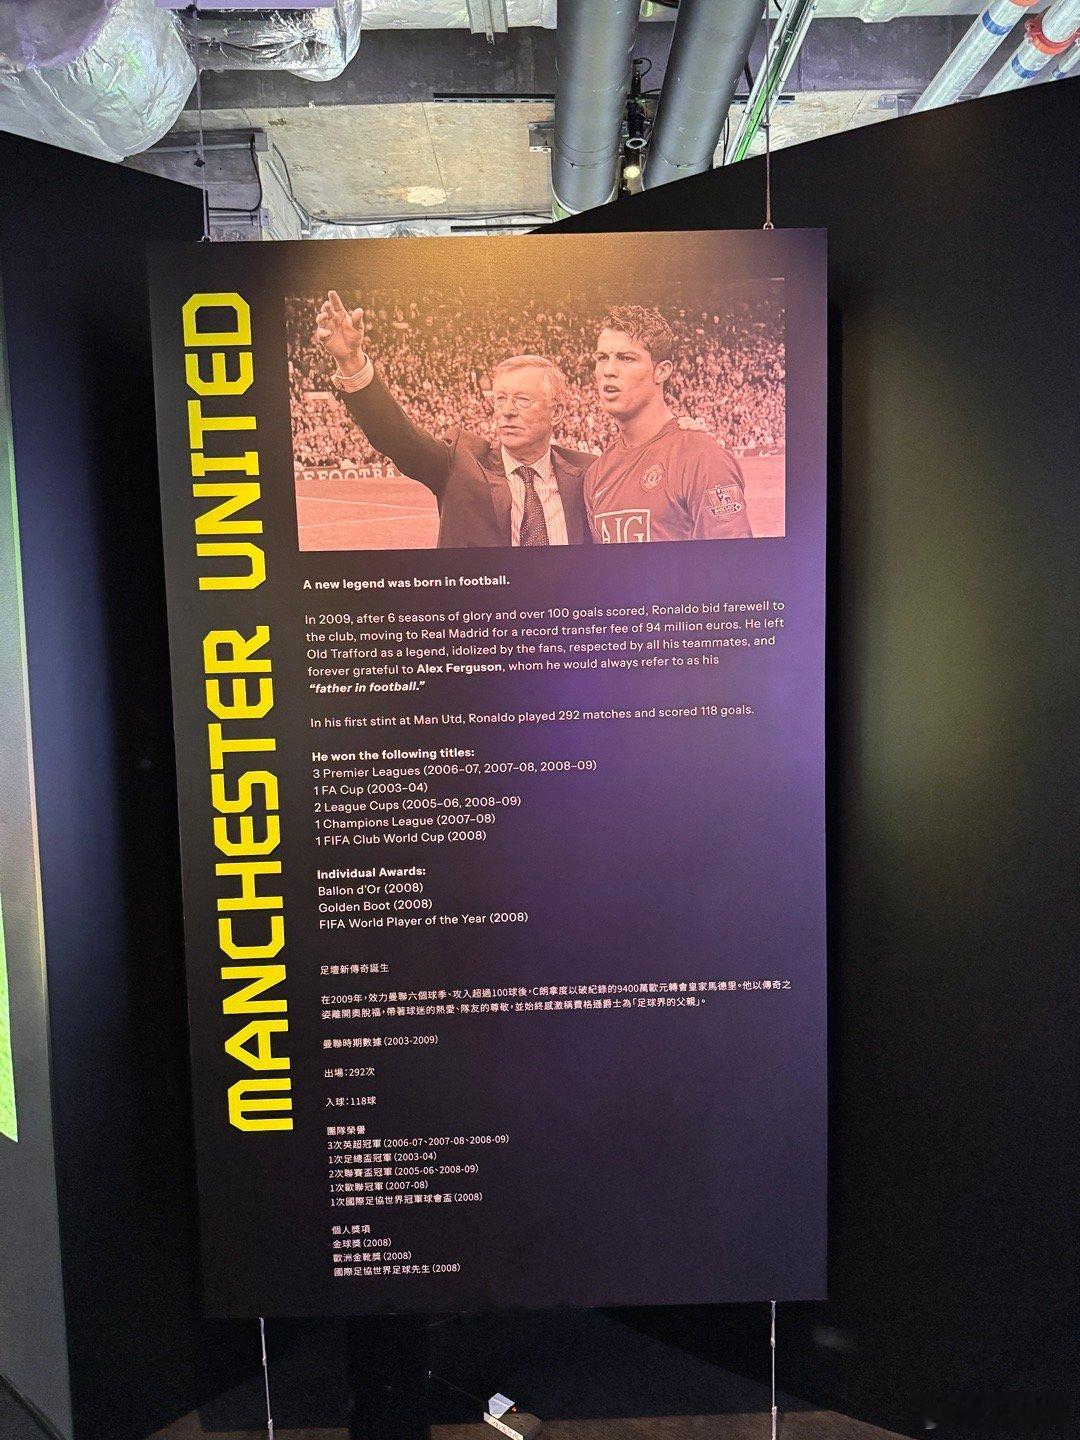 MANCHESTER UNITED
KEFOOTBA
AIG
A new legend was born in football.
In 2009, after 6 seasons of glory and over 100 goals scored, Ronaldo bid farewell to
the club, moving to Real Madrid for a record transfer fee of 94 million euros. He left
Old Trafford as a legend, idolized by the fans, respected by all his teammates, and
forever grateful to Alex Ferguson, whom he would always refer to as his
“father in football.”
In his first stint at Man Utd, Ronaldo played 292 matches and scored 118 goals.
He won the following titles:
3 Premier Leagues (2006–07, 2007–08, 2008–09)
1 FA Cup (2003–04)
2 League Cups (2005–06, 2008–09)
1 Champions League (2007–08)
1 FIFA Club World Cup (2008)
Individual Awards:
Ballon d'Or (2008)
Golden Boot (2008)
FIFA World Player of the Year (2008)
足壇新傳奇誕生
在2009年，效力曼聯六個球季、攻入超過100球後，C朗拿度以破紀錄的9400萬歐元轉會皇家馬德里。他以傳奇之
姿離開奧脫福，帶著球迷的熱愛、隊友的尊敬，並始終感激稱費格遜爵士為「足球界的父親」。
曼聯時期數據（2003-2009）
出場：292次
入球：118球
團隊榮譽
3次英超冠軍（2006-07、2007-08、2008-09）
1次足總盃冠軍（2003-04）
2次聯賽盃冠軍（2005-06、2008-09）
1次歐聯冠軍（2007-08）
1次國際足協世界冠軍球會盃（2008）
個人獎項
金球獎（2008）
歐洲金靴獎（2008）
國際足協世界足球先生（2008）